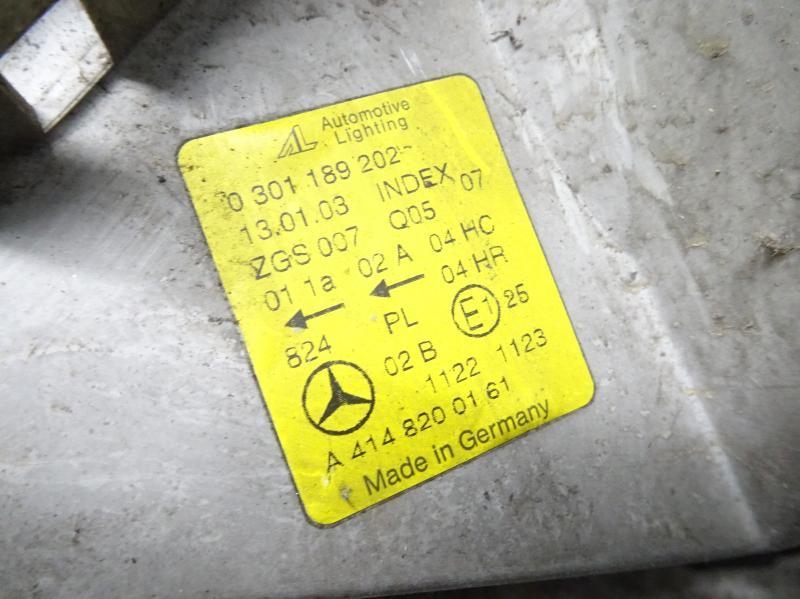 AL Automotive
Lighting
0 301 189 202
13.01.03 INDEX 07
ZGS 007 Q05
01 1a 02 A 04 HC
04 HR
824 PL E1 25
02 B
1122 1123
A 414 820 01 61
Made in Germany